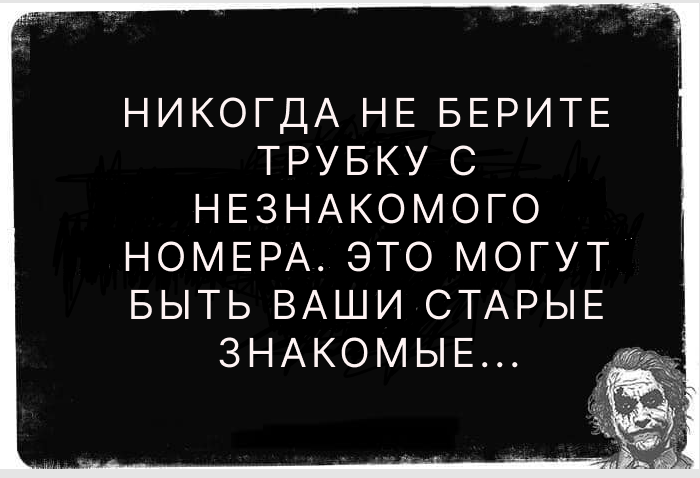 НИКОГДА НЕ БЕРИТЕ
ТРУБКУ С
НЕЗНАКОМОГО
НОМЕРА. ЭТО МОГУТ
БЫТЬ ВАШИ СТАРЫЕ
ЗНАКОМЫЕ...